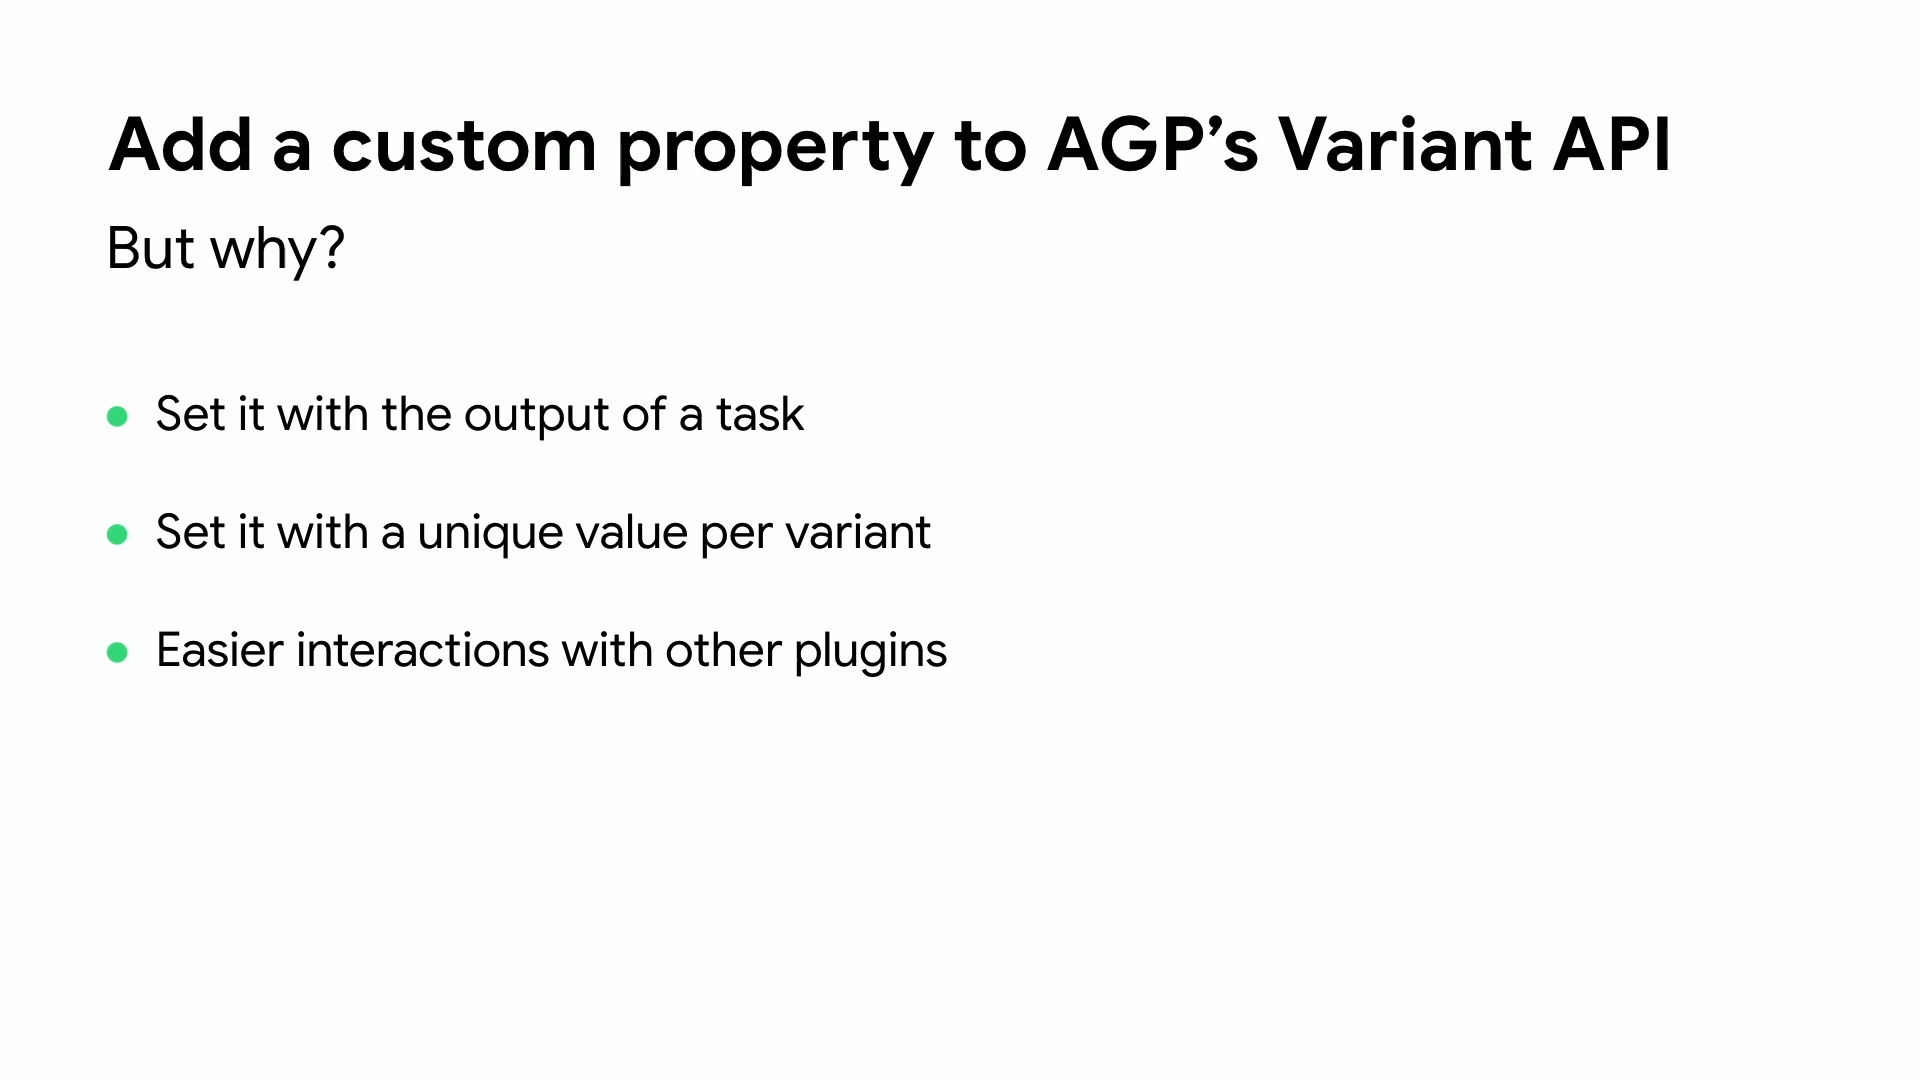 Add a custom property to AGP’s Variant API
But why?
Set it with the output of a task
Set it with a unique value per variant
Easier interactions with other plugins